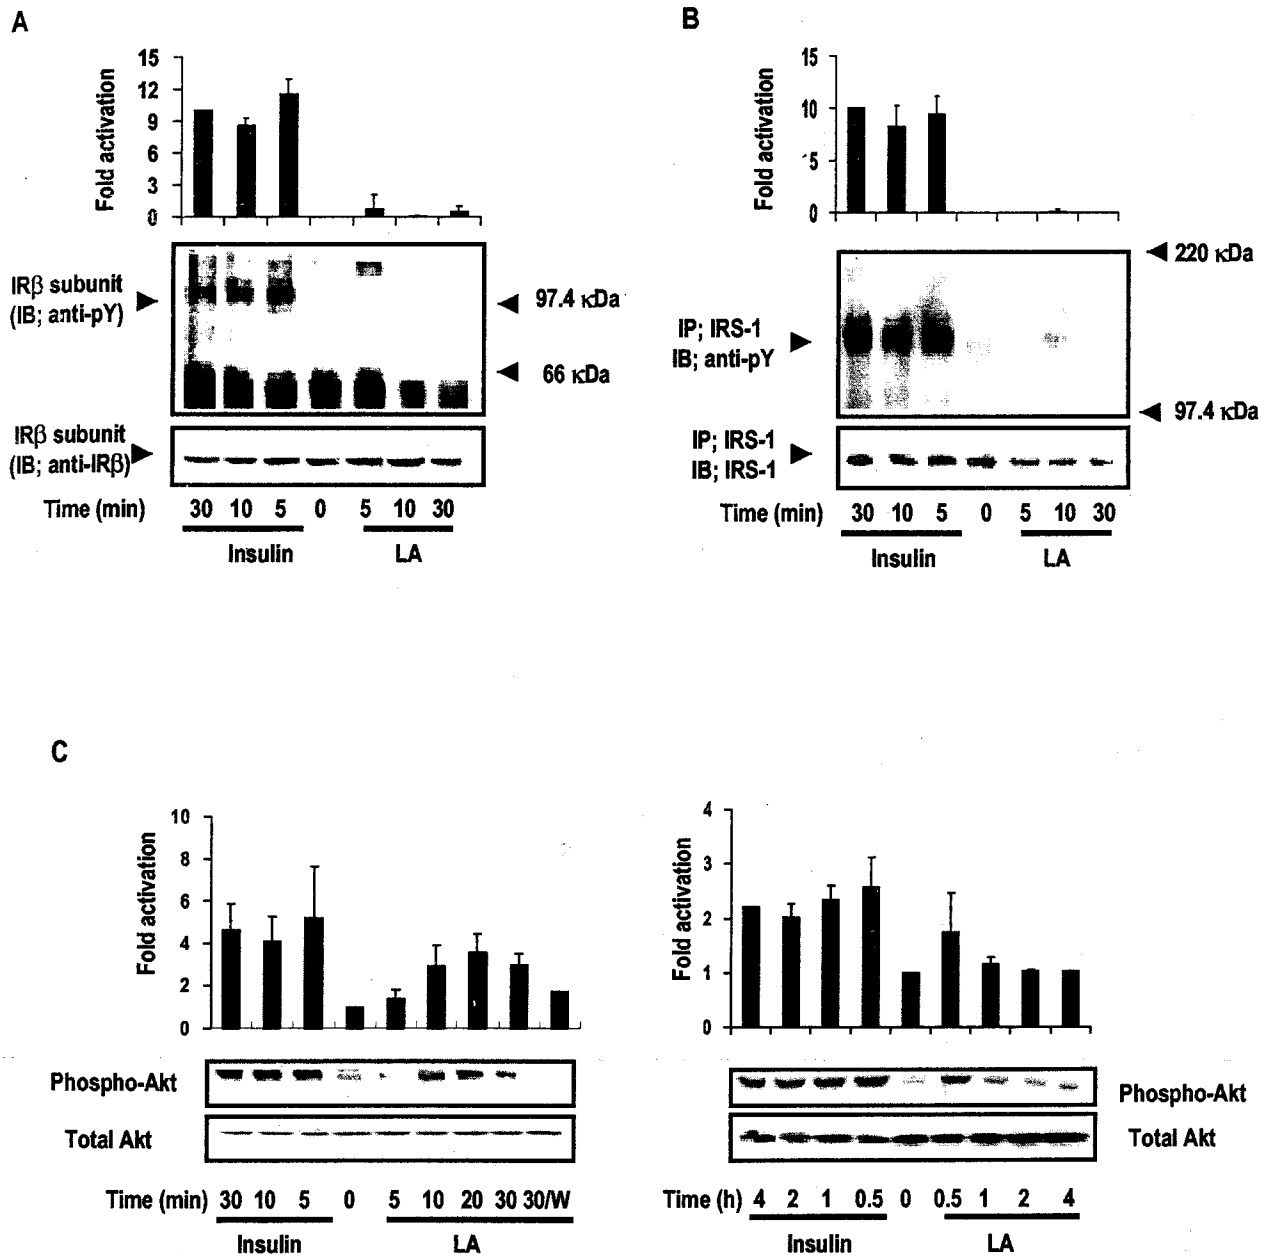 A
15
12
9
6
3
0
Fold activation
IRβ subunit
(IB; anti-pY)
97.4 κDa
66 κDa
IRβ subunit
(IB; anti-IRβ)
Time (min) 30 10 5 0 5 10 30
Insulin LA
B
15
10
5
0
Fold activation
220 κDa
IP; IRS-1
IB; anti-pY
97.4 κDa
IP; IRS-1
IB; IRS-1
Time (min) 30 10 5 0 5 10 30
Insulin LA
C
10
8
6
4
2
0
Fold activation
Phospho-Akt
Total Akt
Time (min) 30 10 5 0 5 10 20 30 30/W
Insulin LA
4
3
2
1
0
Fold activation
Phospho-Akt
Total Akt
Time (h) 4 2 1 0.5 0 0.5 1 2 4
Insulin LA